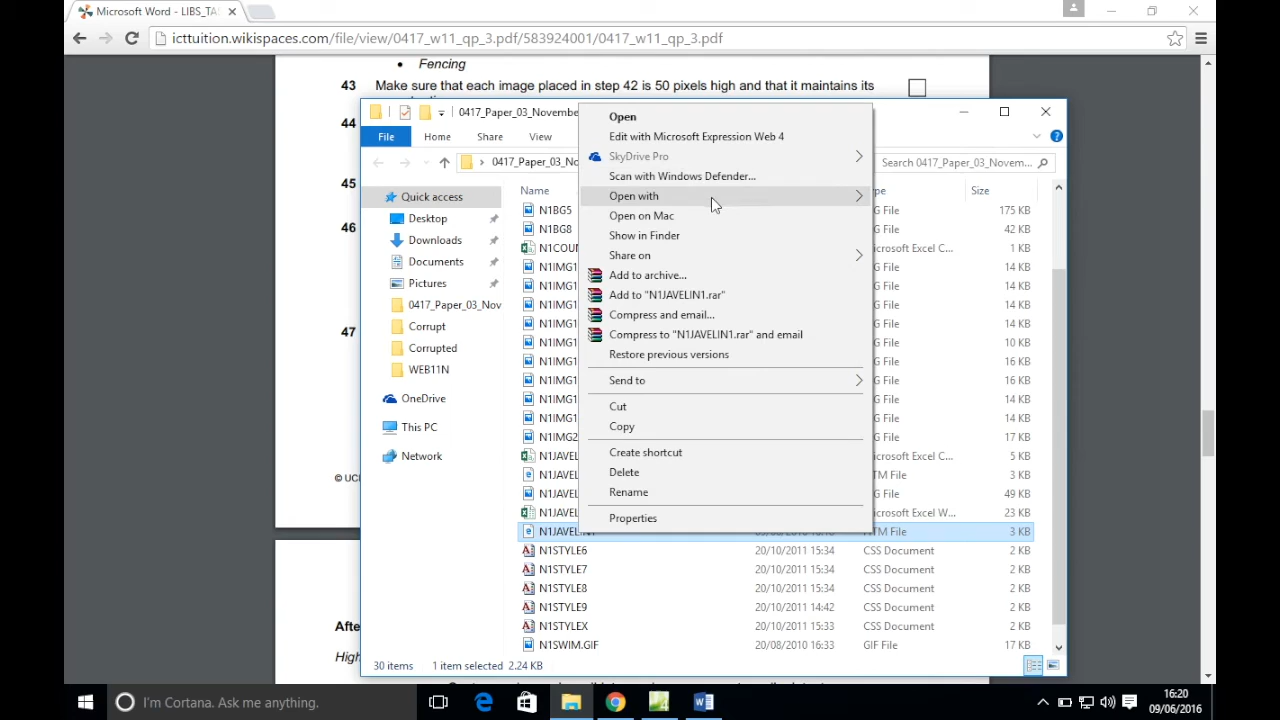 Microsoft Word - LIBS_TA
icttuition.wikispaces.com/file/view/0417_w11_qp_3.pdf/583924001/0417_w11_qp_3.pdf
• Fencing
43 Make sure that each image placed in step 42 is 50 pixels high and that it maintains its
44
45
46
47
© UC
After
High
0417_Paper_03_Novembe
File Home Share View
0417_Paper_03_No
Search 0417_Paper_03_Novem...
Quick access
Desktop
Downloads
Documents
Pictures
0417_Paper_03_Nov
Corrupt
Corrupted
WEB11N
OneDrive
This PC
Network
Name Size
N1BG5 G File 175 KB
N1BG8 G File 42 KB
N1COU Microsoft Excel C... 1 KB
N1IMG1 G File 14 KB
N1IMG1 G File 14 KB
N1IMG1 G File 14 KB
N1IMG1 G File 14 KB
N1IMG1 G File 10 KB
N1IMG1 G File 16 KB
N1IMG1 G File 16 KB
N1IMG1 G File 14 KB
N1IMG1 G File 14 KB
N1IMG2 G File 17 KB
N1JAVEL icrosoft Excel C... 5 KB
N1JAVEL TM File 3 KB
N1JAVEL G File 49 KB
N1JAVEL icrosoft Excel W... 23 KB
N1JAVELIN1 TM File 3 KB
N1STYLE6 20/10/2011 15:34 CSS Document 2 KB
N1STYLE7 20/10/2011 15:34 CSS Document 2 KB
N1STYLE8 20/10/2011 15:34 CSS Document 2 KB
N1STYLE9 20/10/2011 14:42 CSS Document 2 KB
N1STYLEX 20/10/2011 15:33 CSS Document 2 KB
N1SWIM.GIF 20/08/2010 16:33 GIF File 17 KB
30 items 1 item selected 2.24 KB
Open
Edit with Microsoft Expression Web 4
SkyDrive Pro
Scan with Windows Defender...
Open with
Open on Mac
Show in Finder
Share on
Add to archive...
Add to "N1JAVELIN1.rar"
Compress and email...
Compress to "N1JAVELIN1.rar" and email
Restore previous versions
Send to
Cut
Copy
Create shortcut
Delete
Rename
Properties
I'm Cortana. Ask me anything.
16:20
09/06/2016